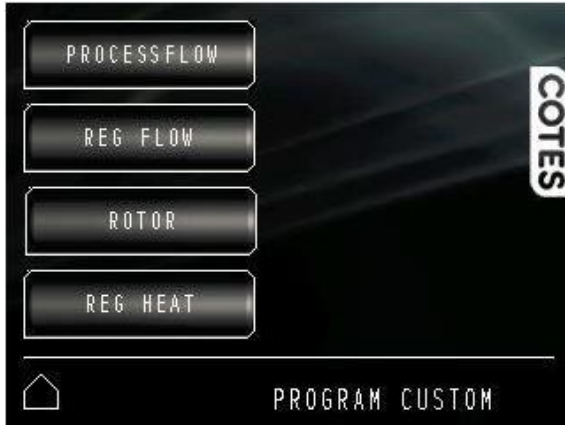 PROCESSFLOW
REG FLOW
ROTOR
REG HEAT
COTES
PROGRAM CUSTOM